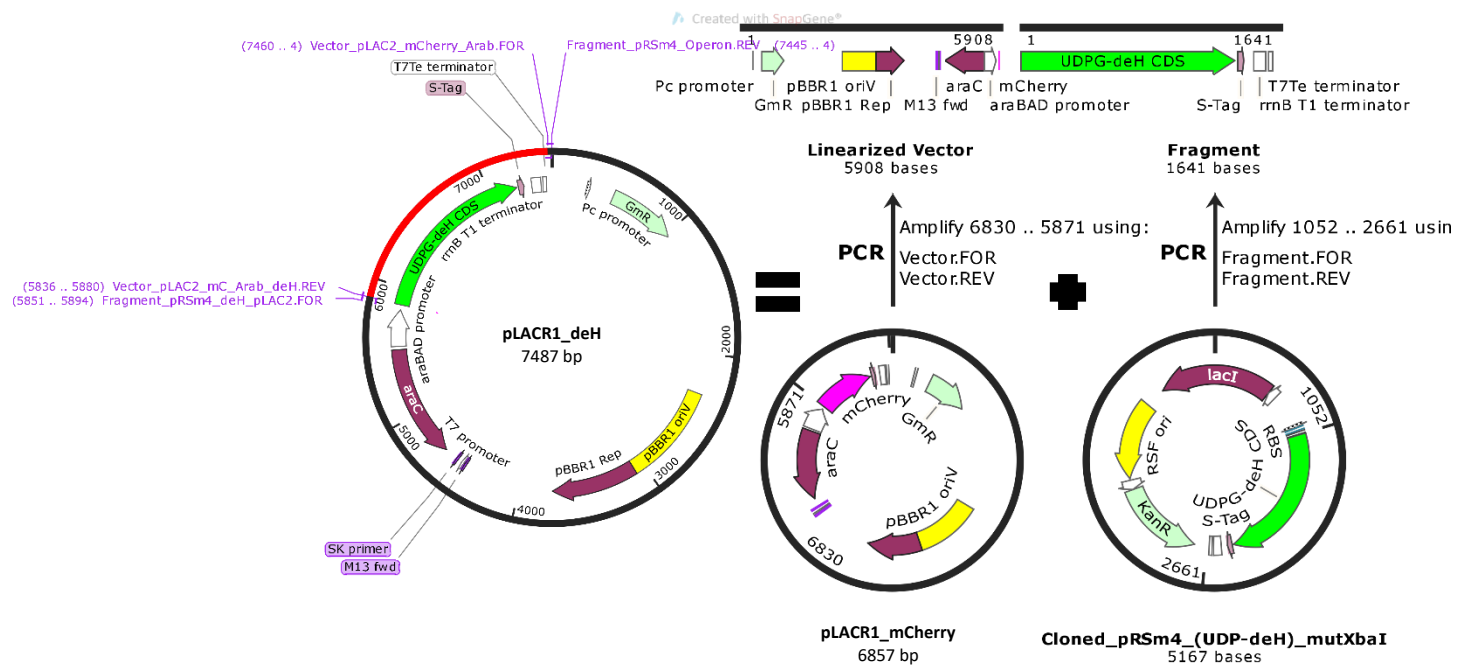 Created with SnapGene®
(7460 .. 4) Vector_pLAC2_mCherry_Arab.FOR
Fragment_pRSm4_Operon.REV (7445 .. 4)
T7Te terminator
S-Tag
7000
1000
UDPG-deH CDS
rrnB T1 terminator
Pc promoter
GmR
(5836 .. 5880) Vector_pLAC2_mC_Arab_deH.REV
(5851 .. 5894) Fragment_pRSm4_deH_pLAC2.FOR
6000
araBAD promoter
pLACR1_deH
7487 bp
2000
araC
5000
T7 promoter
pBBR1 Rep
pBBR1 oriV
3000
4000
SK primer
M13 fwd
1
5908
Pc promoter
pBBR1 oriV
araC
mCherry
GmR
pBBR1 Rep
M13 fwd
araBAD promoter
Linearized Vector
5908 bases
1
1641
UDPG-deH CDS
T7Te terminator
S-Tag
rrnB T1 terminator
Fragment
1641 bases
PCR
Amplify 6830 .. 5871 using:
Vector.FOR
Vector.REV
PCR
Amplify 1052 .. 2661 usin
Fragment.FOR
Fragment.REV
5871
mCherry
GmR
araC
pBBR1 oriV
6830
pLACR1_mCherry
6857 bp
lacI
1052
RBS
RSF ori
UDPG-deH CDS
S-Tag
KanR
2661
Cloned_pRSm4_(UDP-deH)_mutXbaI
5167 bases